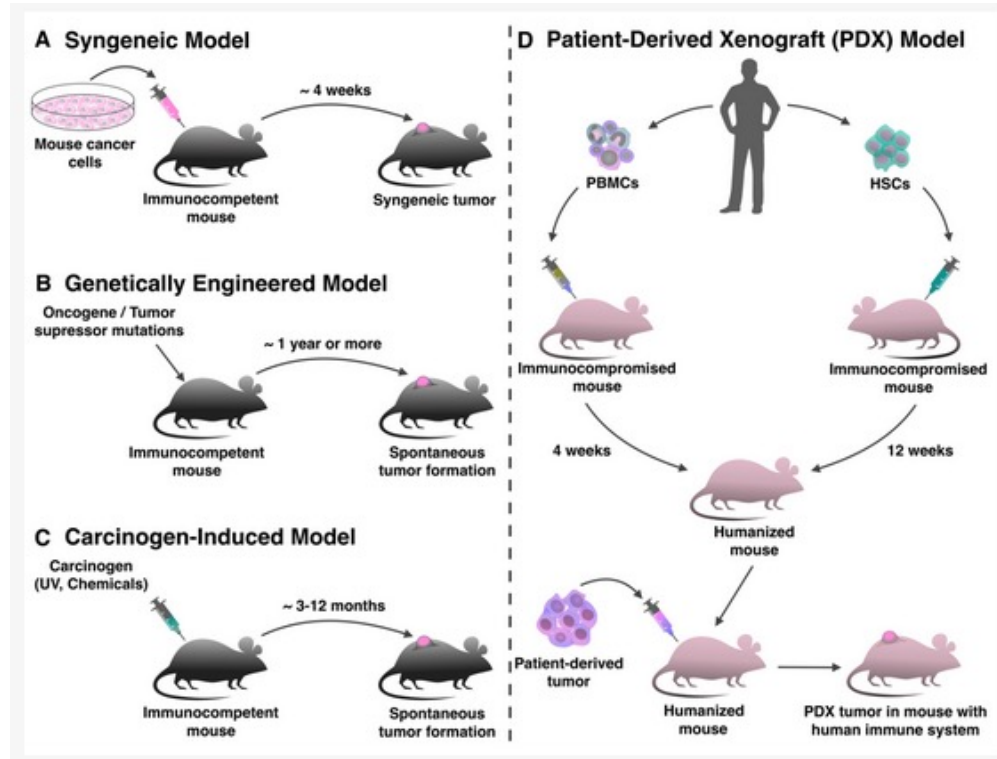 A Syngeneic Model
~ 4 weeks
Mouse cancer
cells
Immunocompetent
mouse
Syngeneic tumor
B Genetically Engineered Model
Oncogene / Tumor
supressor mutations
~ 1 year or more
Immunocompetent
mouse
Spontaneous
tumor formation
C Carcinogen-Induced Model
Carcinogen
(UV, Chemicals)
~ 3-12 months
Immunocompetent
mouse
Spontaneous
tumor formation
D Patient-Derived Xenograft (PDX) Model
PBMCs
HSCs
Immunocompromised
mouse
Immunocompromised
mouse
4 weeks
12 weeks
Humanized
mouse
Patient-derived
tumor
Humanized
mouse
PDX tumor in mouse with
human immune system